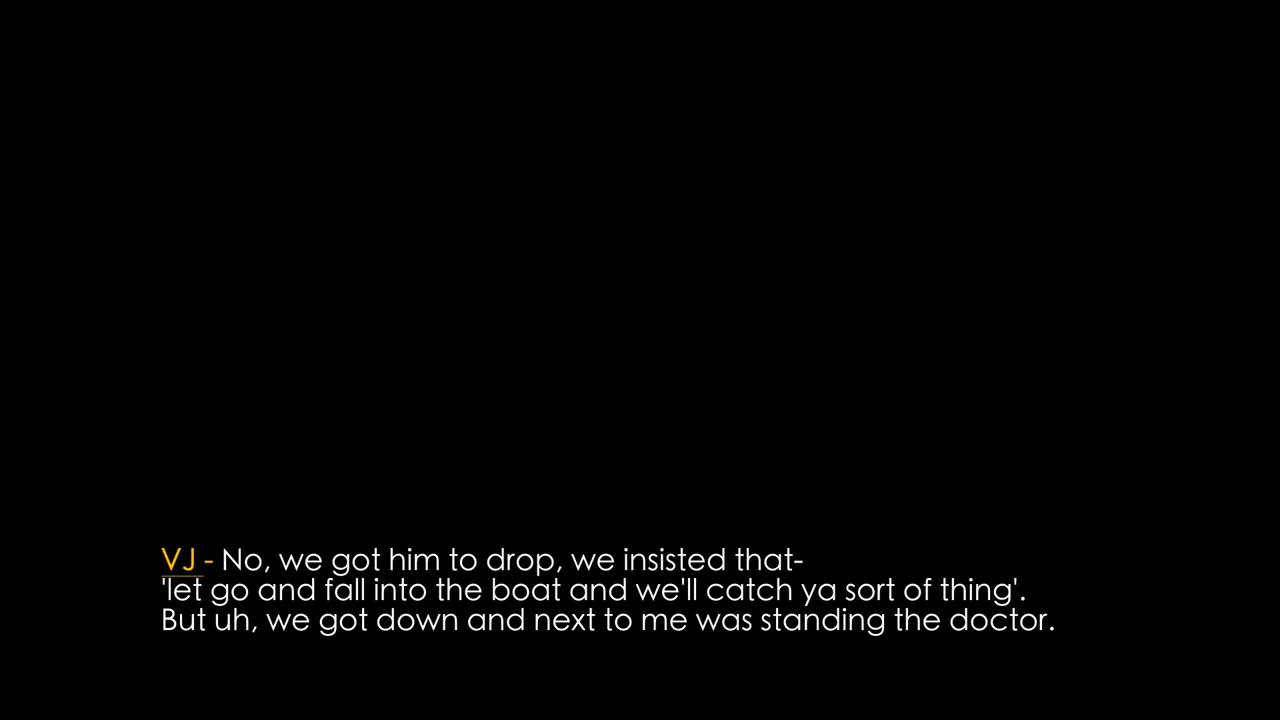 VJ - No, we got him to drop, we insisted that-
'let go and fall into the boat and we'll catch ya sort of thing'.
But uh, we got down and next to me was standing the doctor.